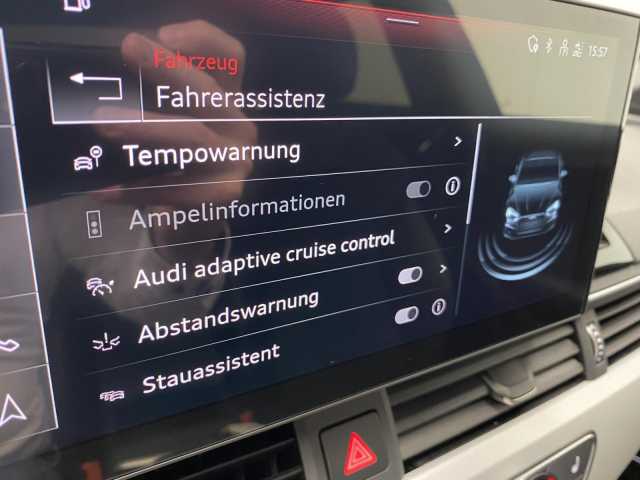 15:57
Fahrzeug
Fahrerassistenz
Tempowarnung
Ampelinformationen
Audi adaptive cruise control
Abstandswarnung
Stauassistent